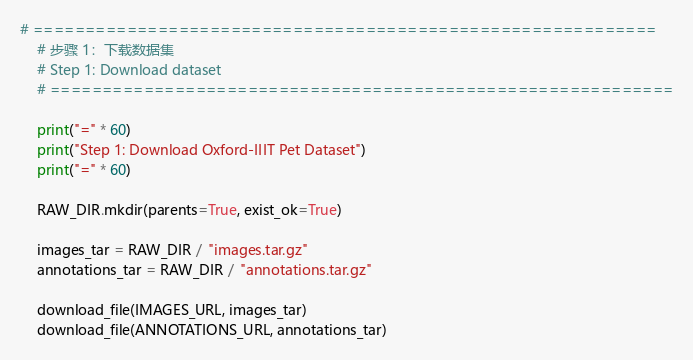 # ============================================================
# 步骤 1：下载数据集
# Step 1: Download dataset
# ============================================================
print("=" * 60)
print("Step 1: Download Oxford-IIIT Pet Dataset")
print("=" * 60)
RAW_DIR.mkdir(parents=True, exist_ok=True)
images_tar = RAW_DIR / "images.tar.gz"
annotations_tar = RAW_DIR / "annotations.tar.gz"
download_file(IMAGES_URL, images_tar)
download_file(ANNOTATIONS_URL, annotations_tar)